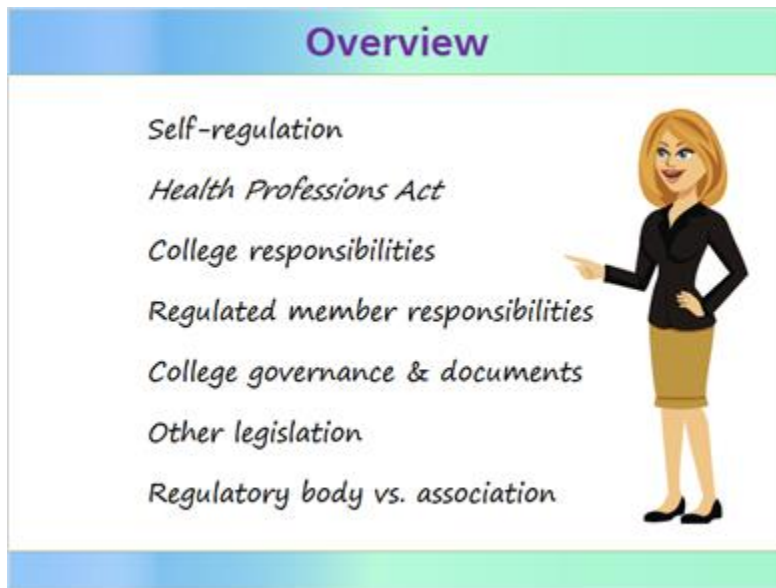 Overview
Self-regulation
Health Professions Act
College responsibilities
Regulated member responsibilities
College governance & documents
Other legislation
Regulatory body vs. association